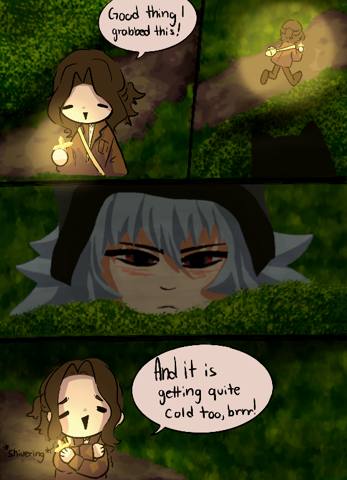 Good thing I
grabbed this!
And it is
getting quite
cold too, brrr!
*shivering*